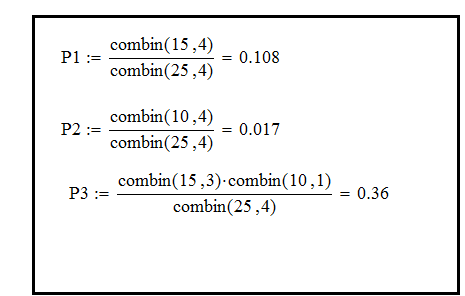 P1 := combin(15,4)/combin(25,4) = 0.108
P2 := combin(10,4)/combin(25,4) = 0.017
P3 := combin(15,3)·combin(10,1)/combin(25,4) = 0.36